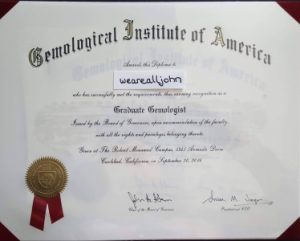 Gemological Institute of America
Awards this Diploma to
wearealljohn
who has successfully met the requirements, thus earning recognition as a
Graduate Gemologist
Issued by the Board of Governors, upon recommendation of the faculty,
with all the rights and privileges belonging thereto.
Given at The Robert Mouawad Campus, 5345 Armada Drive
Carlsbad, California, on September